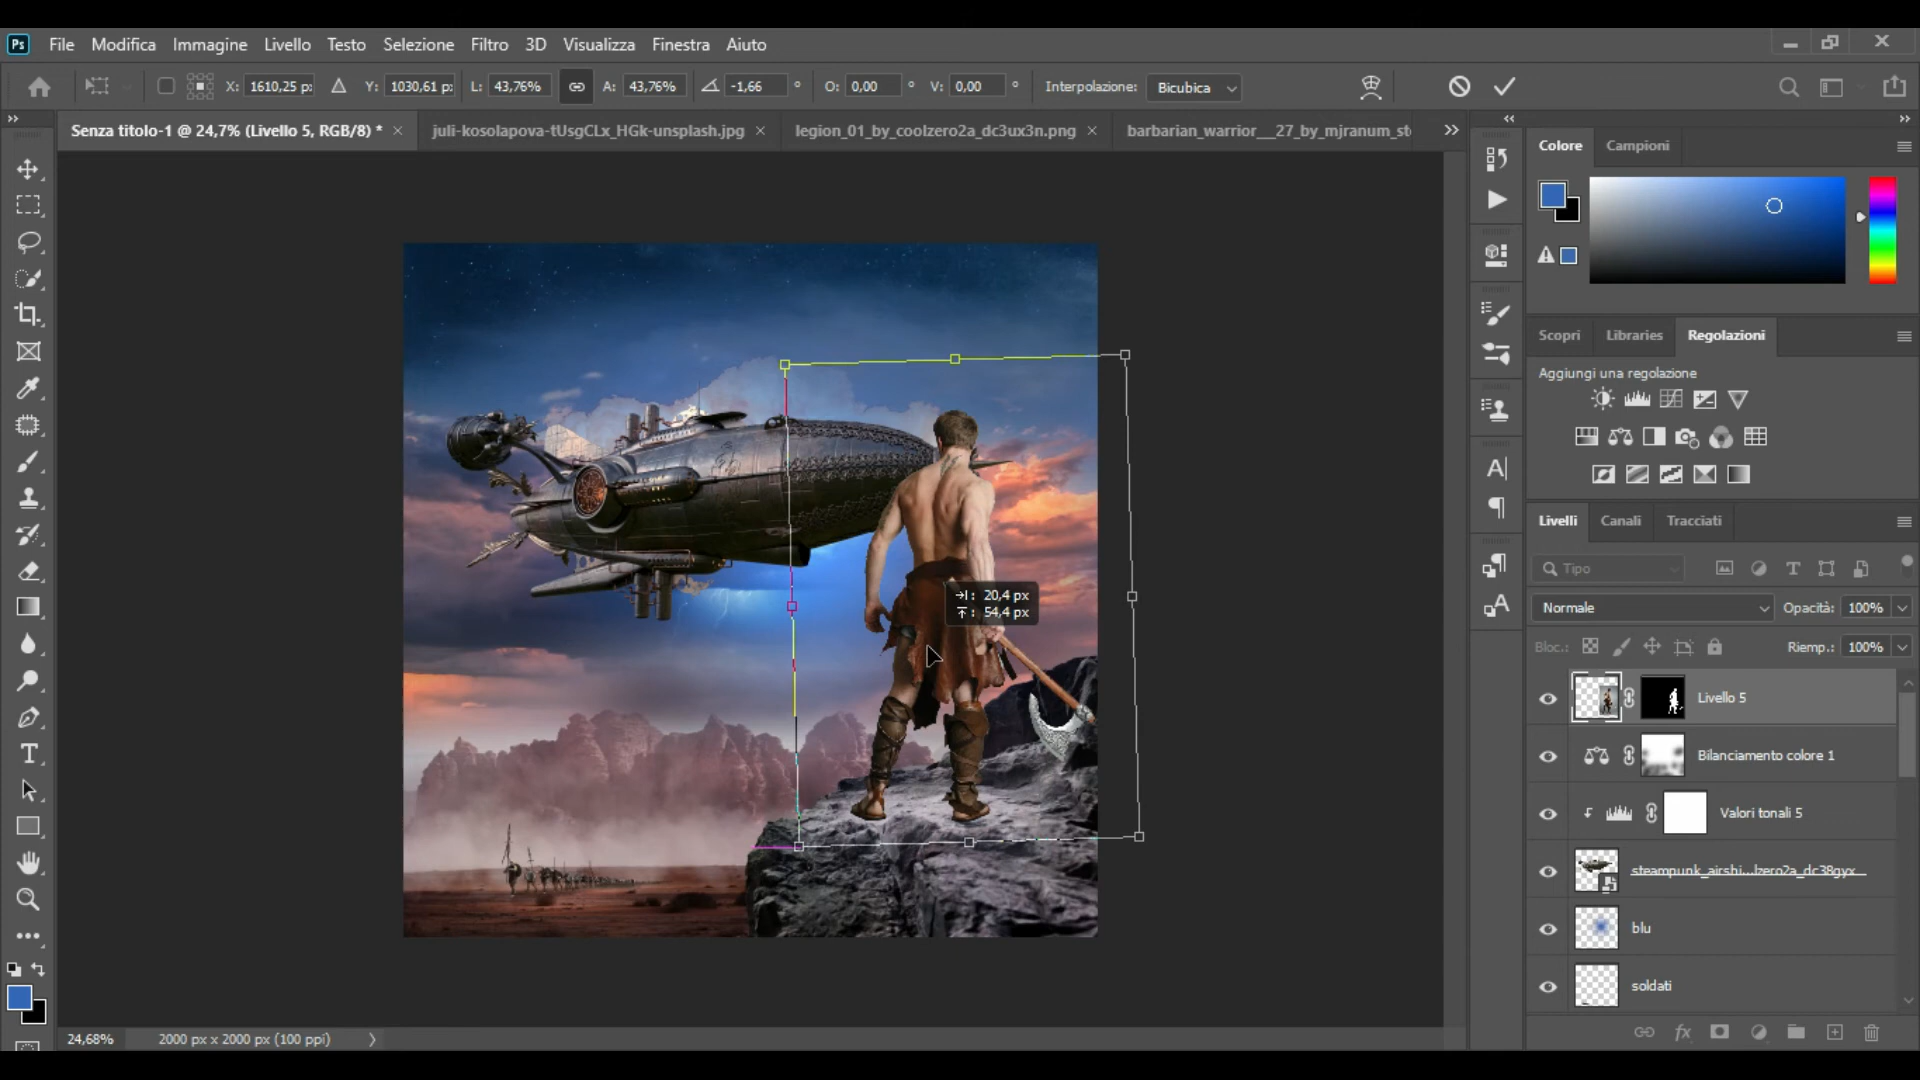 Ps File Modifica Immagine Livello Testo Selezione Filtro 3D Visualizza Finestra Aiuto
X: 1610,25 p: Y: 1030,61 p: L: 43,76% A: 43,76% -1,66 ° O: 0,00 ° V: 0,00 ° Interpolazione: Bicubica
Senza titolo-1 @ 24,7% (Livello 5, RGB/8) * × juli-kosolapova-tUsgCLx_HGk-unsplash.jpg × legion_01_by_coolzero2a_dc3ux3n.png × barbarian_warrior__27_by_mjranum_st
Colore Campioni
Scopri Libraries Regolazioni
Aggiungi una regolazione
Livelli Canali Tracciati
Tipo
Normale Opacità: 100%
Bloc.: Riemp.: 100%
20,4 px
54,4 px
Livello 5
Bilanciamento colore 1
Valori tonali 5
steampunk_airshi...lzero2a_dc38gyx
blu
soldati
24,68% 2000 px x 2000 px (100 ppi)